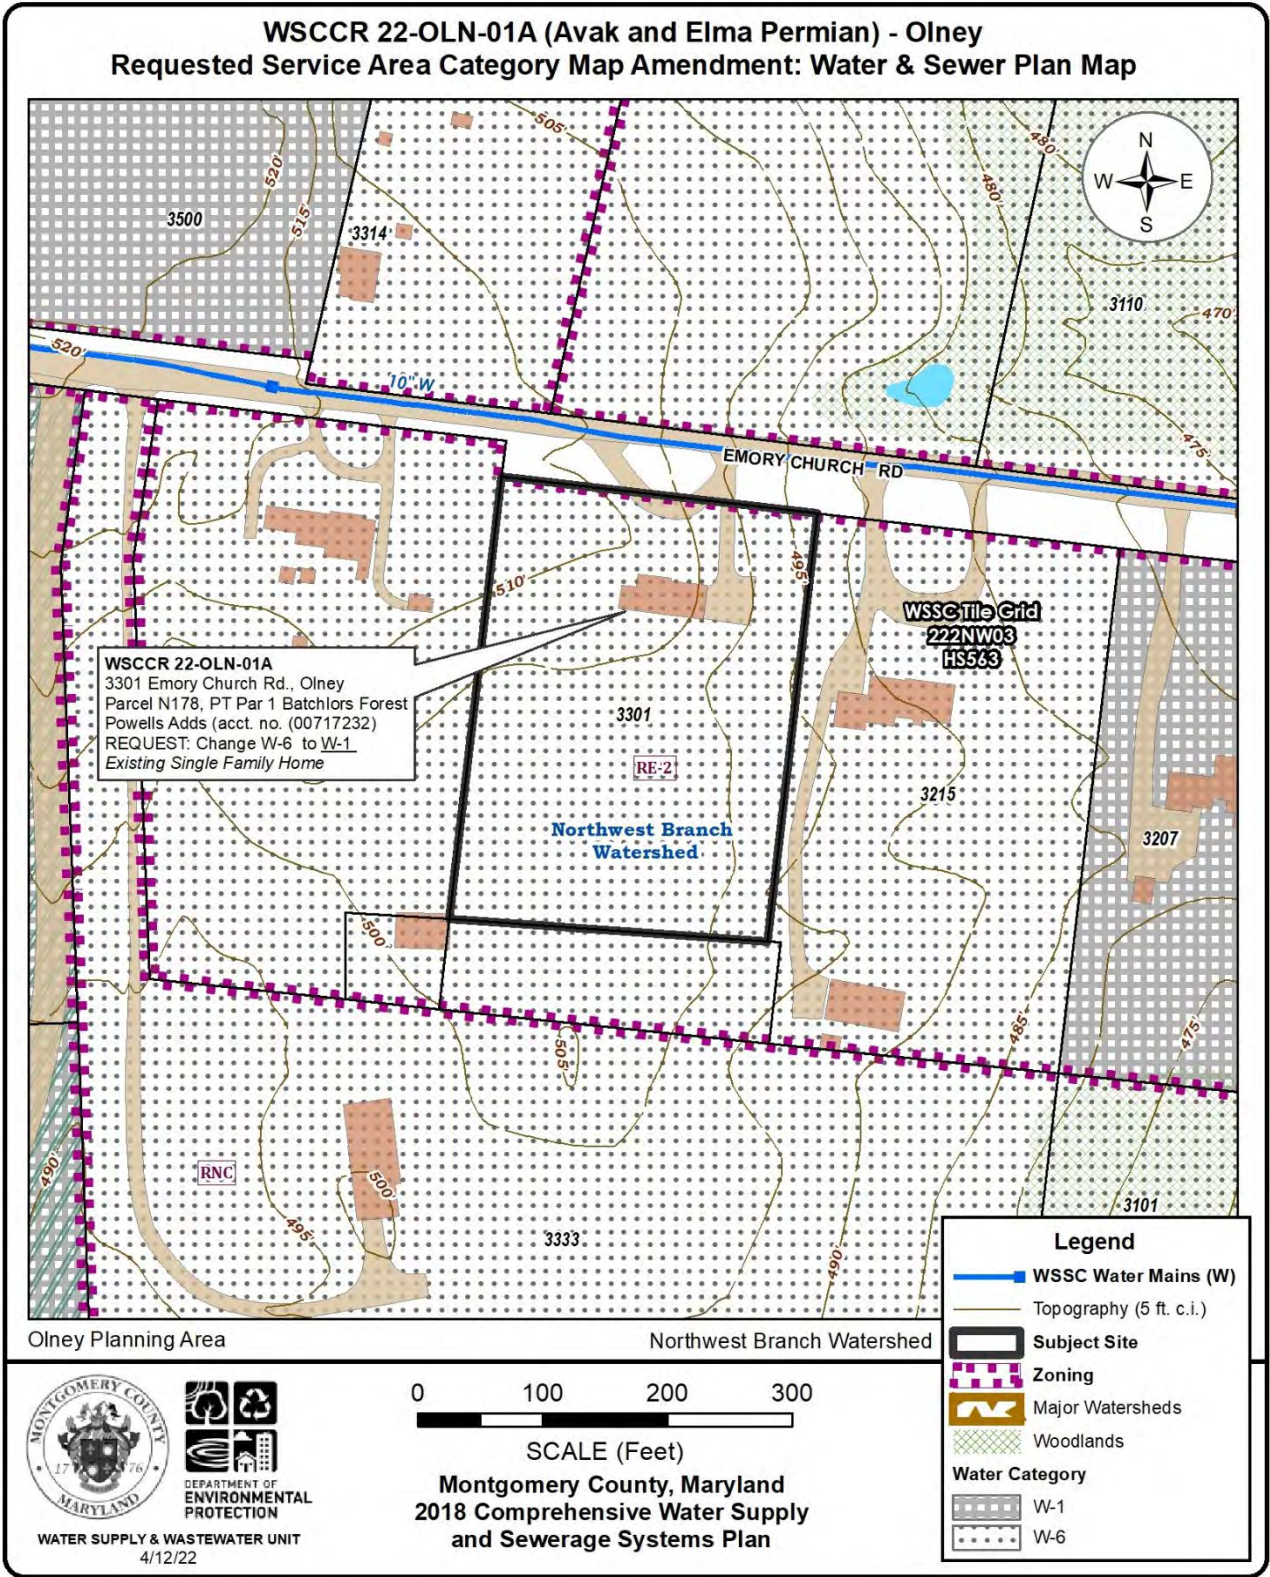 WSCCR 22-OLN-01A (Avak and Elma Permian) - Olney
Requested Service Area Category Map Amendment: Water & Sewer Plan Map
505'
480'
N
W E
S
520'
480'
3500
515'
3314
3110
470'
520'
10" W
475'
EMORY CHURCH RD
495'
510'
WSSC Tile Grid
222NW03
HS563
WSCCR 22-OLN-01A
3301 Emory Church Rd., Olney
Parcel N178, PT Par 1 Batchlors Forest
Powells Adds (acct. no. (00717232)
REQUEST: Change W-6 to W-1
Existing Single Family Home
3301
RE-2
3215
Northwest Branch
Watershed
3207
500'
485'
475'
505'
490'
RNC
500'
3101
495'
3333
490'
Legend
WSSC Water Mains (W)
Topography (5 ft. c.i.)
Subject Site
Zoning
Major Watersheds
Woodlands
Water Category
W-1
W-6
Olney Planning Area
Northwest Branch Watershed
MONTGOMERY COUNTY
17 76
MARYLAND
DEPARTMENT OF
ENVIRONMENTAL
PROTECTION
WATER SUPPLY & WASTEWATER UNIT
4/12/22
0 100 200 300
SCALE (Feet)
Montgomery County, Maryland
2018 Comprehensive Water Supply
and Sewerage Systems Plan